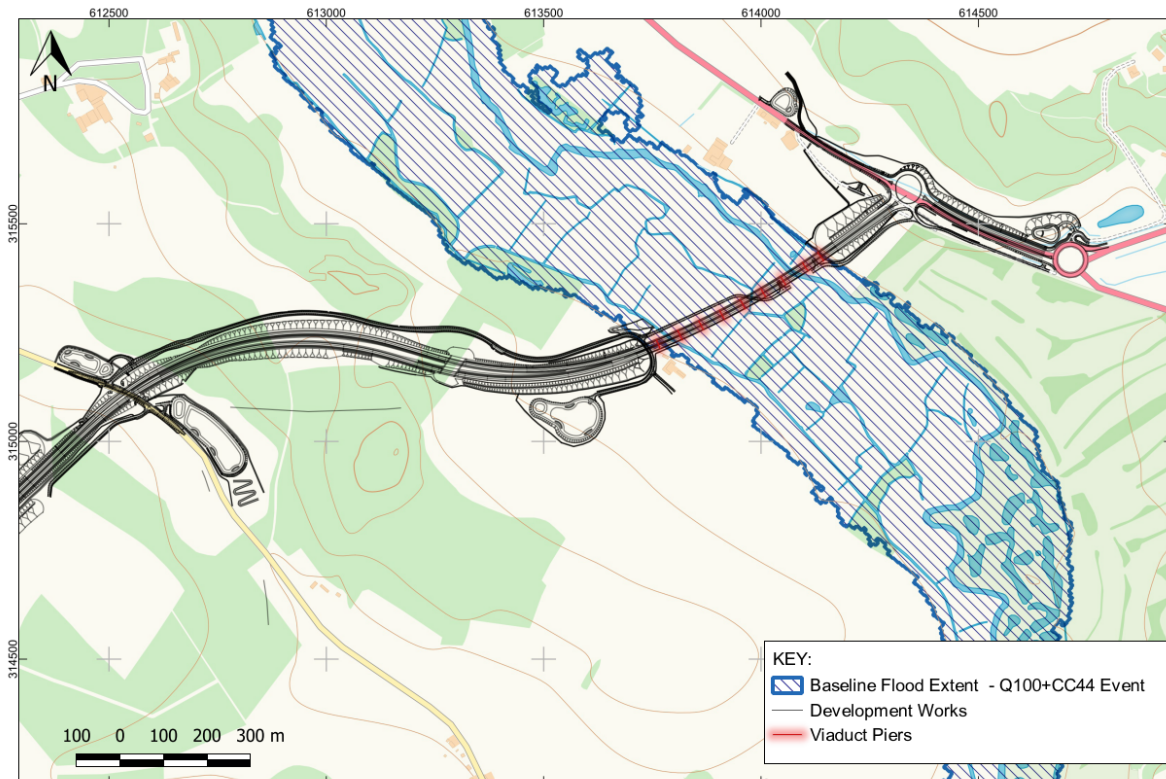 612500 613000 613500 614000 614500
N
315500
315000
314500
KEY:
Baseline Flood Extent - Q100+CC44 Event
Development Works
Viaduct Piers
100 0 100 200 300 m